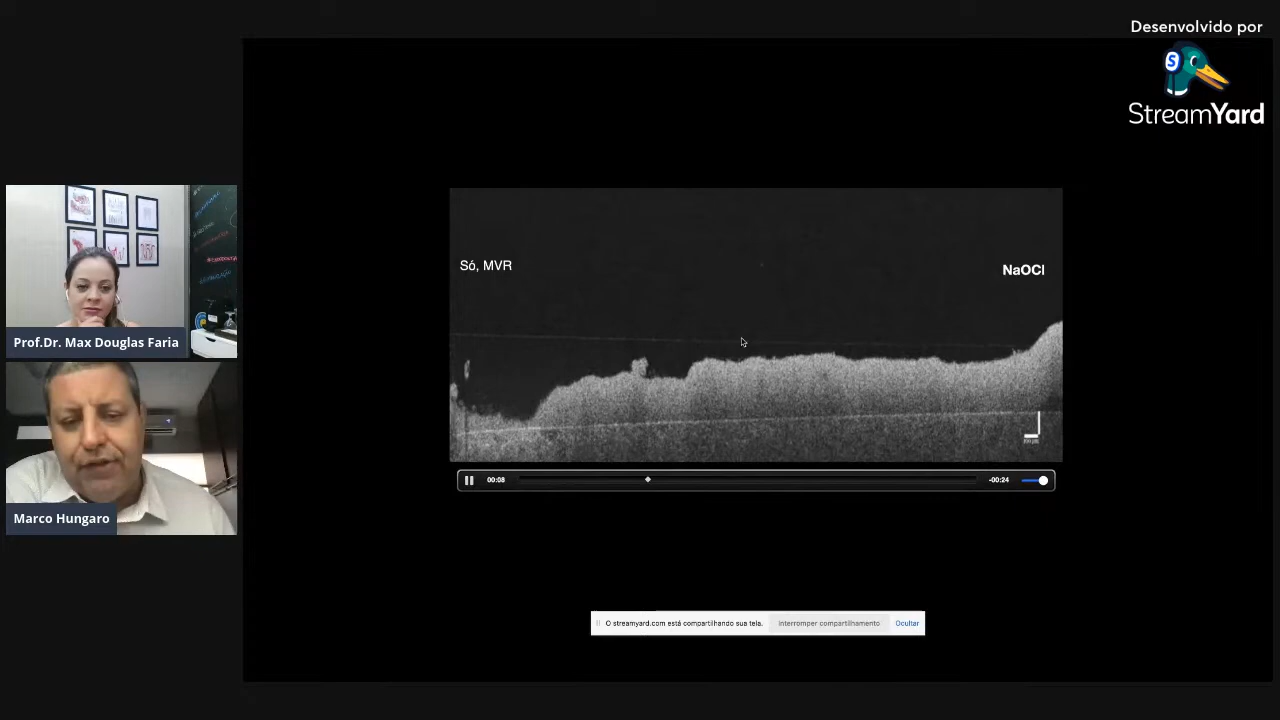 Desenvolvido por
StreamYard
Prof.Dr. Max Douglas Faria
Marco Hungaro
Só, MVR
NaOCl
00:08
-00:24
O streamyard.com está compartilhando sua tela.
Interromper compartilhamento
Ocultar